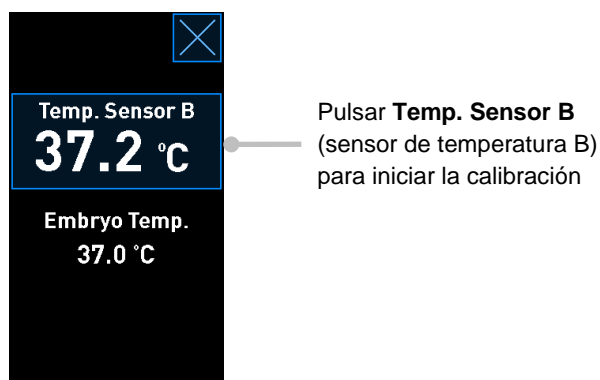 Temp. Sensor B
37.2 °C
Embryo Temp.
37.0 °C
Pulsar Temp. Sensor B
(sensor de temperatura B)
para iniciar la calibración